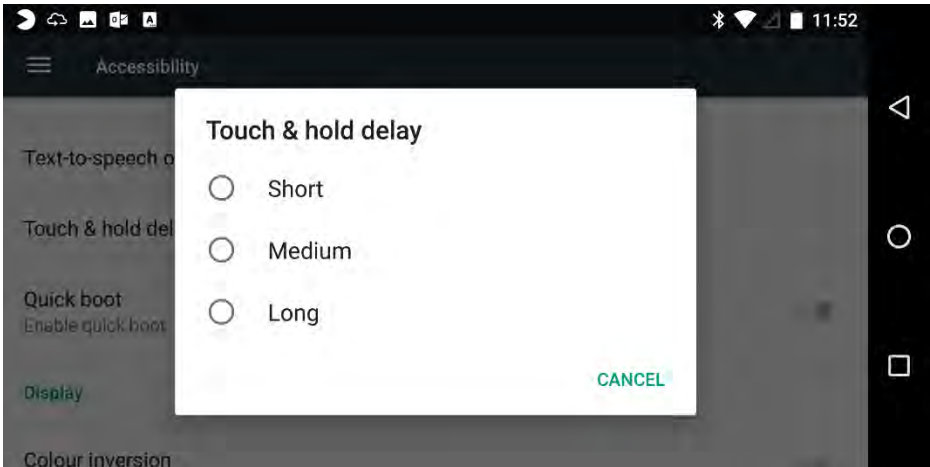 11:52
Accessibility
Touch & hold delay
Text-to-speech o
Short
Touch & hold del
Medium
Quick boot
Enable quick boot
Long
CANCEL
Display
Colour inversion